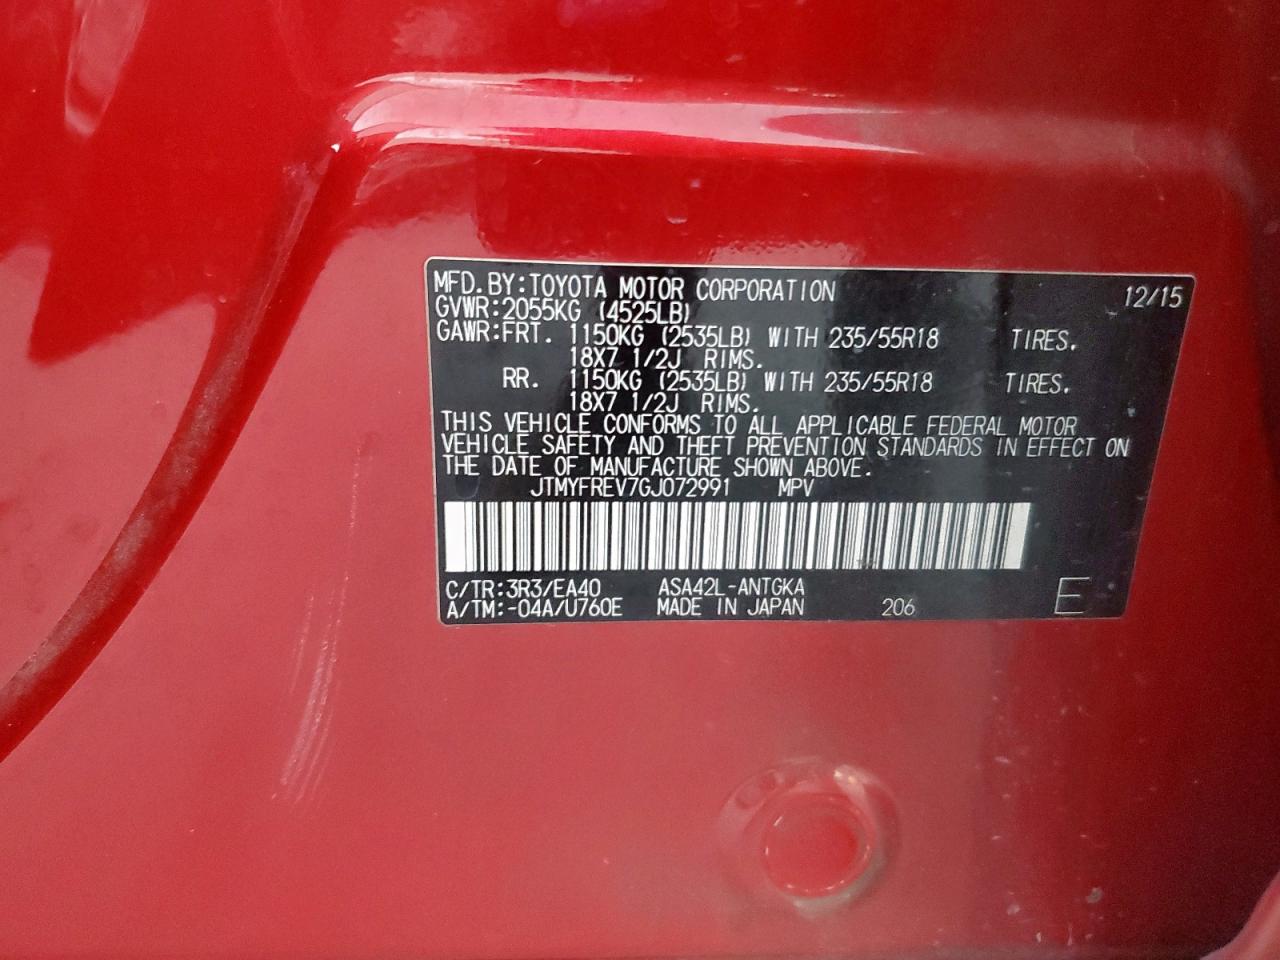 MFD.BY:TOYOTA MOTOR CORPORATION 12/15
GVWR:2055KG (4525LB)
GAWR:FRT. 1150KG (2535LB) WITH 235/55R18 TIRES.
18X7 1/2J RIMS.
RR. 1150KG (2535LB) WITH 235/55R18 TIRES.
18X7 1/2J RIMS.
THIS VEHICLE CONFORMS TO ALL APPLICABLE FEDERAL MOTOR
VEHICLE SAFETY AND THEFT PREVENTION STANDARDS IN EFFECT ON
THE DATE OF MANUFACTURE SHOWN ABOVE.
JTMYFREV7GJ072991 MPV
C/TR:3R3/EA40 ASA42L-ANTGKA
A/TM:-04A/U760E MADE IN JAPAN 206 E